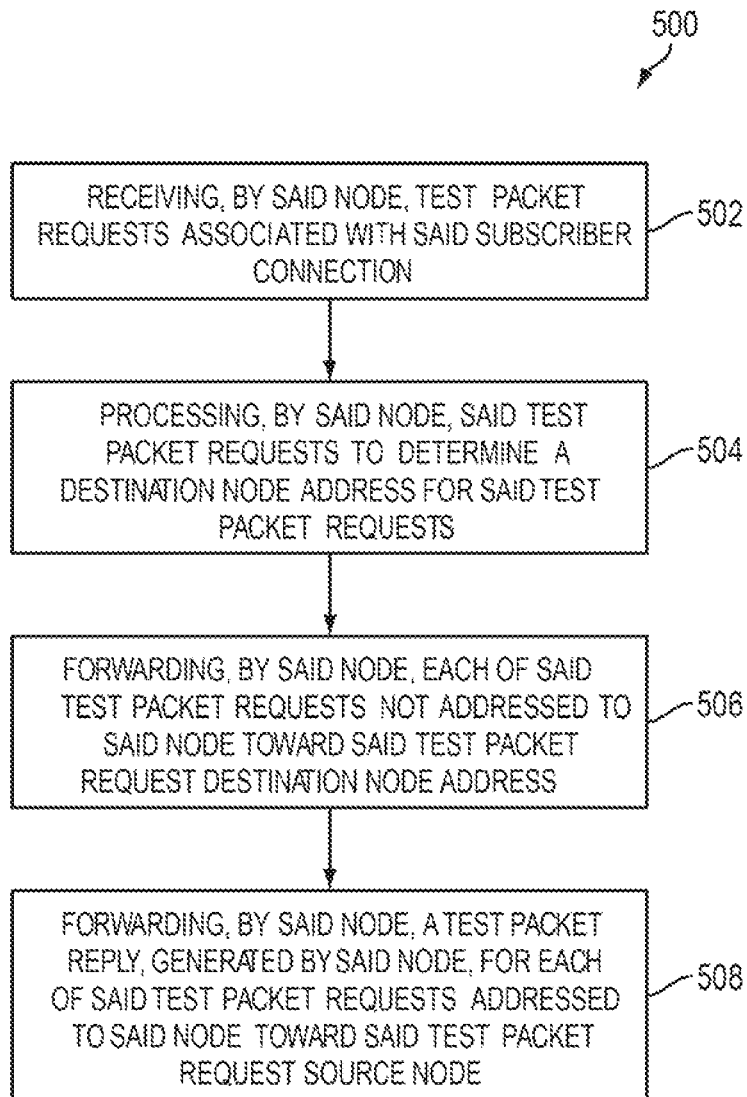 500
RECEIVING, BY SAID NODE, TEST PACKET
REQUESTS ASSOCIATED WITH SAID SUBSCRIBER
CONNECTION
502
PROCESSING, BY SAID NODE, SAID TEST
PACKET REQUESTS TO DETERMINE A
DESTINATION NODE ADDRESS FOR SAID TEST
PACKET REQUESTS
504
FORWARDING, BY SAID NODE, EACH OF SAID
TEST PACKET REQUESTS NOT ADDRESSED TO
SAID NODE TOWARD SAID TEST PACKET
REQUEST DESTINATION NODE ADDRESS
506
FORWARDING, BY SAID NODE, A TEST PACKET
REPLY, GENERATED BY SAID NODE, FOR EACH
OF SAID TEST PACKET REQUESTS ADDRESSED
TO SAID NODE TOWARD SAID TEST PACKET
REQUEST SOURCE NODE
508